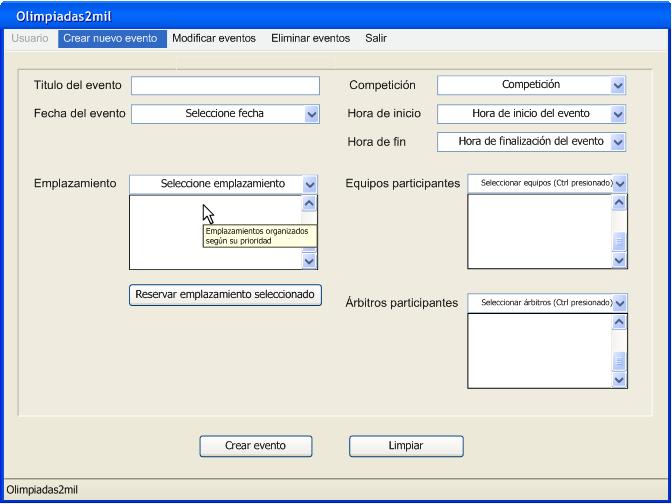 Olimpiadas2mil
Usuario Crear nuevo evento Modificar eventos Eliminar eventos Salir
Titulo del evento
Competición Competición
Fecha del evento Seleccione fecha
Hora de inicio Hora de inicio del evento
Hora de fin Hora de finalización del evento
Emplazamiento Seleccione emplazamiento
Equipos participantes Seleccionar equipos (Ctrl presionado)
Emplazamientos organizados
según su prioridad
Reservar emplazamiento seleccionado
Árbitros participantes Seleccionar árbitros (Ctrl presionado)
Crear evento Limpiar
Olimpiadas2mil